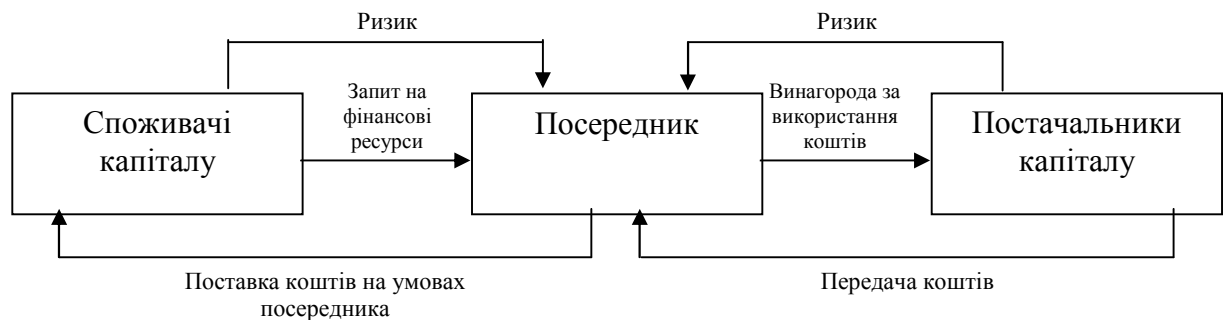 Ризик
Ризик
Споживачі
капіталу
Запит на
фінансові
ресурси
Посередник
Винагорода за
використання
коштів
Постачальники
капіталу
Поставка коштів на умовах
посередника
Передача коштів